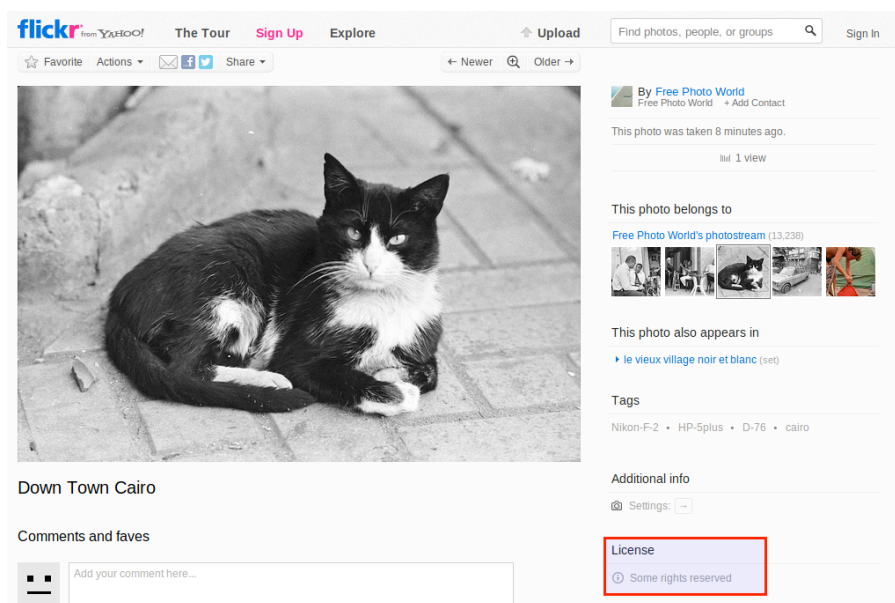 flickr from YAHOO! The Tour Sign Up Explore Upload Find photos, people, or groups Sign In
Favorite Actions Share ← Newer Older →
By Free Photo World
Free Photo World + Add Contact
This photo was taken 8 minutes ago.
1 view
This photo belongs to
Free Photo World's photostream (13,238)
This photo also appears in
le vieux village noir et blanc (set)
Tags
Nikon-F-2 • HP-5plus • D-76 • cairo
Additional info
Settings: →
License
Some rights reserved
Down Town Cairo
Comments and faves
Add your comment here...